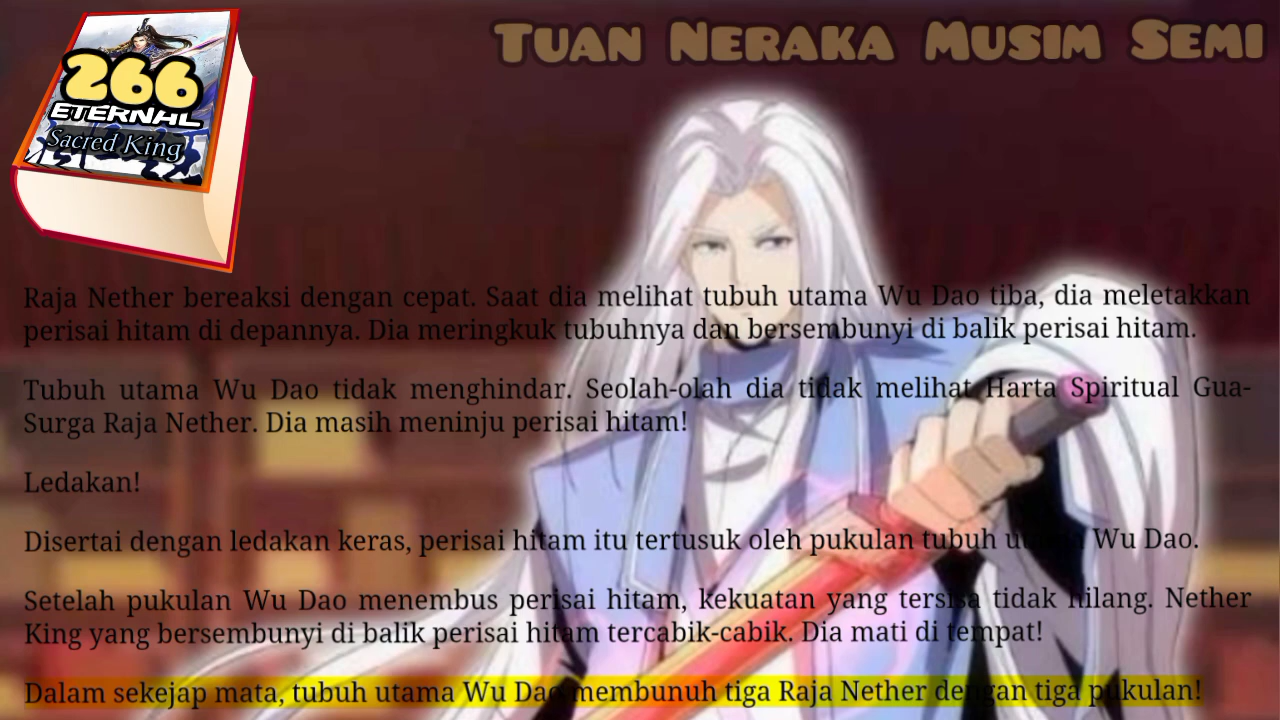 266
ETERNAL
Sacred King
TUAN NERAKA MUSIM SEMI
Raja Nether bereaksi dengan cepat. Saat dia melihat tubuh utama Wu Dao tiba, dia meletakkan
perisai hitam di depannya. Dia meringkuk tubuhnya dan bersembunyi di balik perisai hitam.
Tubuh utama Wu Dao tidak menghindar. Seolah-olah dia tidak melihat Harta Spiritual Gua-
Surga Raja Nether. Dia masih meninju perisai hitam!
Ledakan!
Disertai dengan ledakan keras, perisai hitam itu tertusuk oleh pukulan tubuh utama Wu Dao.
Setelah pukulan Wu Dao menembus perisai hitam, kekuatan yang tersisa tidak hilang. Nether
King yang bersembunyi di balik perisai hitam tercabik-cabik. Dia mati di tempat!
Dalam sekejap mata, tubuh utama Wu Dao membunuh tiga Raja Nether dengan tiga pukulan!